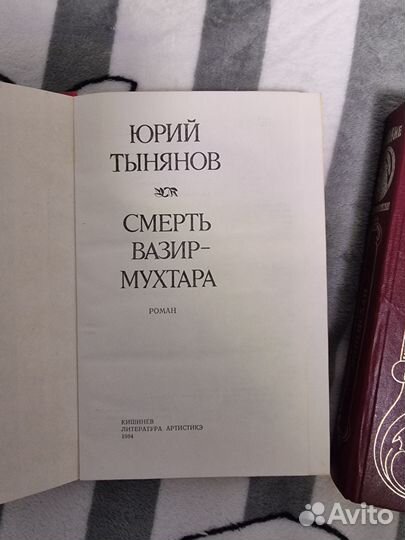 ЮРИЙ
ТЫНЯНОВ
СМЕРТЬ
ВАЗИР-
МУХТАРА
РОМАН
КИШИНЕВ
ЛИТЕРАТУРА АРТИСТИКЭ
1984
Avito